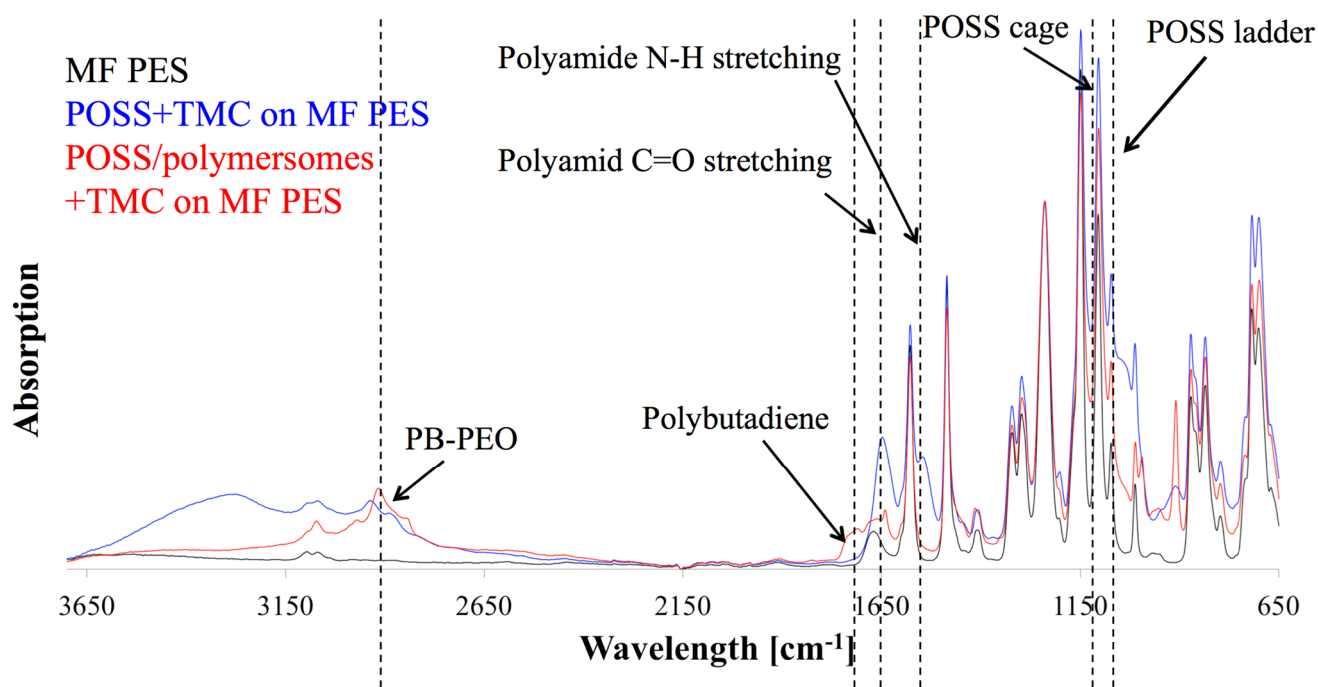 MF PES
POSS+TMC on MF PES
POSS/polymersomes
+TMC on MF PES
Polyamide N-H stretching
Polyamid C=O stretching
POSS cage
POSS ladder
PB-PEO
Polybutadiene
Absorption
3650 3150 2650 2150 1650 1150 650
Wavelength [cm⁻¹]